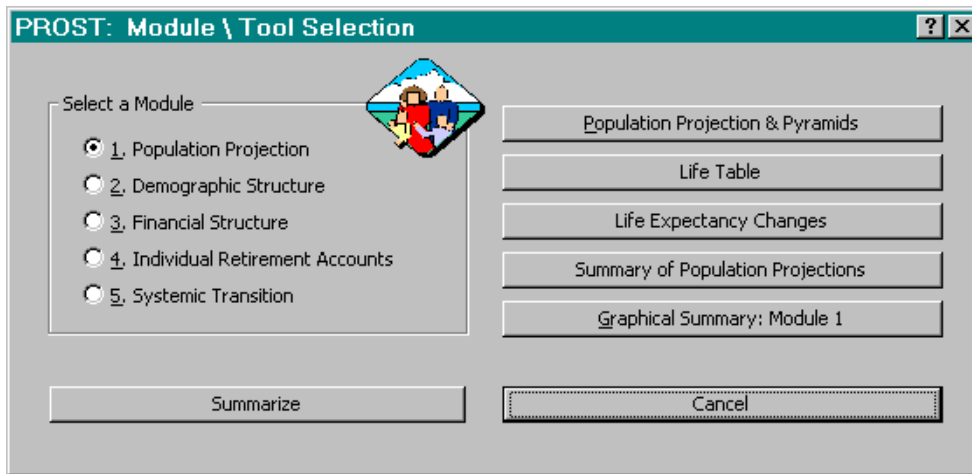 PROST: Module \ Tool Selection
Select a Module
1. Population Projection
2. Demographic Structure
3. Financial Structure
4. Individual Retirement Accounts
5. Systemic Transition
Population Projection & Pyramids
Life Table
Life Expectancy Changes
Summary of Population Projections
Graphical Summary: Module 1
Summarize
Cancel